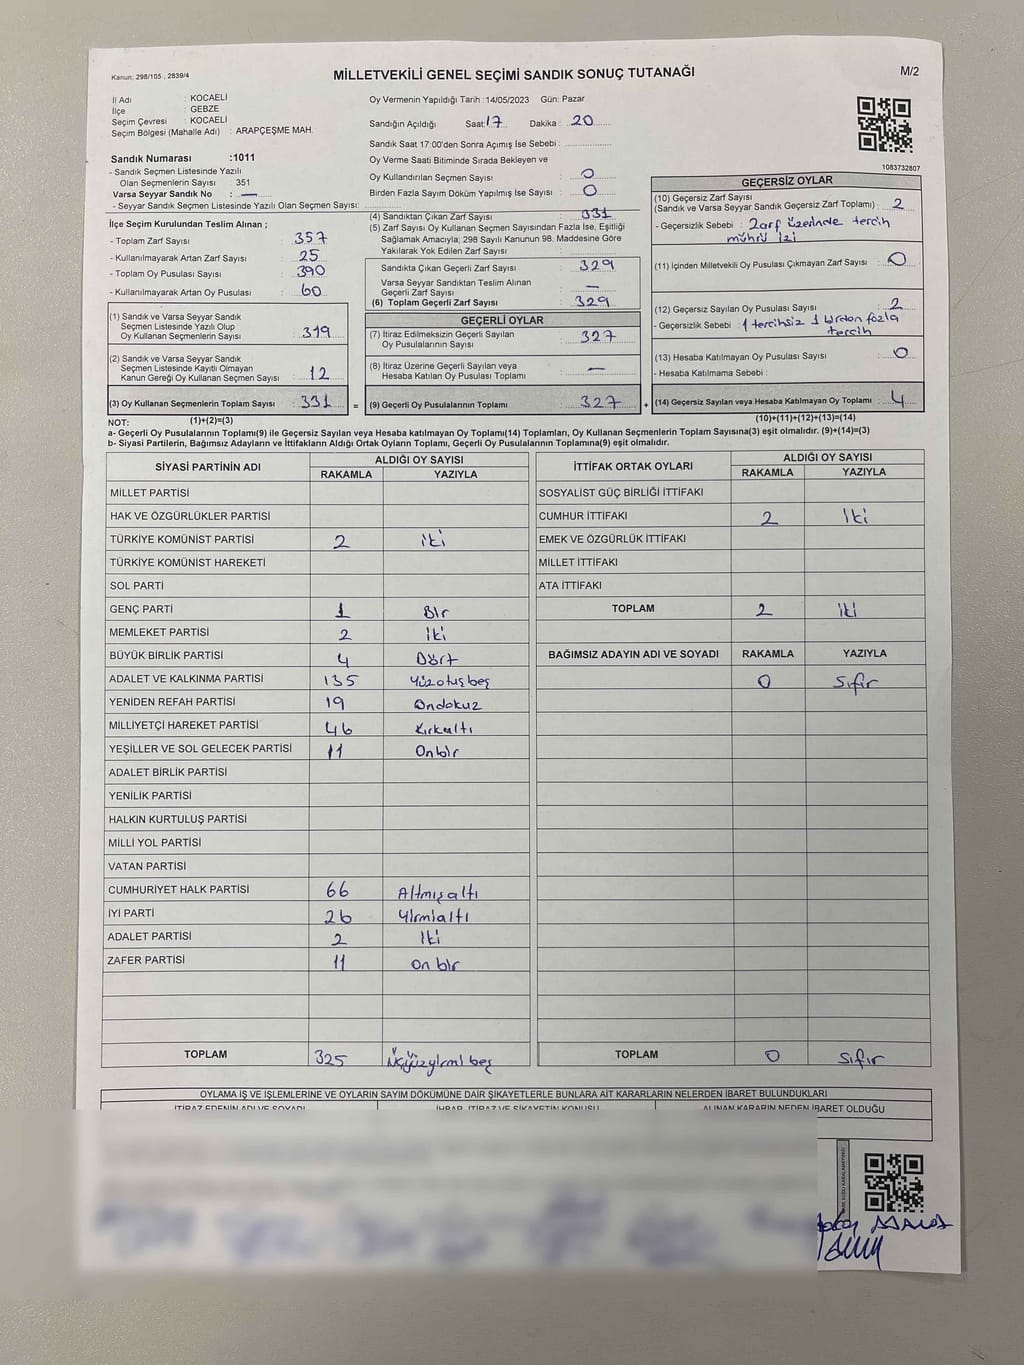 Kanun: 298/105 , 2839/4
MİLLETVEKİLİ GENEL SEÇİMİ SANDIK SONUÇ TUTANAĞI
M/2
İl Adı : KOCAELİ
İlçe : GEBZE
Seçim Çevresi : KOCAELİ
Seçim Bölgesi (Mahalle Adı) : ARAPÇEŞME MAH.
Sandık Numarası :1011
- Sandık Seçmen Listesinde Yazılı
Olan Seçmenlerin Sayısı 351
Varsa Seyyar Sandık No : —
- Seyyar Sandık Seçmen Listesinde Yazılı Olan Seçmen Sayısı:
Oy Vermenin Yapıldığı Tarih :14/05/2023 Gün: Pazar
Sandığın Açıldığı Saat: 17 Dakika : 20
Sandık Saat 17:00'den Sonra Açımış İse Sebebi :
Oy Verme Saati Bitiminde Sırada Bekleyen ve
Oy Kullandırılan Seçmen Sayısı : 0
Birden Fazla Sayım Döküm Yapılmış İse Sayısı : 0
1083732807
İlçe Seçim Kurulundan Teslim Alınan ;
- Toplam Zarf Sayısı : 357
- Kullanılmayarak Artan Zarf Sayısı : 25
- Toplam Oy Pusulası Sayısı : 390
- Kullanılmayarak Artan Oy Pusulası : 60
(1) Sandık ve Varsa Seyyar Sandık
Seçmen Listesinde Yazılı Olup
Oy Kullanan Seçmenlerin Sayısı : 319
(2) Sandık ve Varsa Seyyar Sandık
Seçmen Listesinde Kayıtlı Olmayan
Kanun Gereği Oy Kullanan Seçmen Sayısı : 12
(3) Oy Kullanan Seçmenlerin Toplam Sayısı : 331 =
(4) Sandıktan Çıkan Zarf Sayısı : 331
(5) Zarf Sayısı Oy Kullanan Seçmen Sayısından Fazla İse, Eşitliği
Sağlamak Amacıyla; 298 Sayılı Kanunun 98. Maddesine Göre
Yakılarak Yok Edilen Zarf Sayısı :
Sandıkta Çıkan Geçerli Zarf Sayısı : 329
Varsa Seyyar Sandıktan Teslim Alınan
Geçerli Zarf Sayısı : —
(6) Toplam Geçerli Zarf Sayısı : 329
GEÇERLİ OYLAR
(7) İtiraz Edilmeksizin Geçerli Sayılan
Oy Pusulalarının Sayısı : 327
(8) İtiraz Üzerine Geçerli Sayılan veya
Hesaba Katılan Oy Pusulası Toplamı : —
(9) Geçerli Oy Pusulalarının Toplamı : 327 +
GEÇERSİZ OYLAR
(10) Geçersiz Zarf Sayısı
(Sandık ve Varsa Seyyar Sandık Geçersiz Zarf Toplamı) : 2
- Geçersizlik Sebebi : Zarf üzerinde tercih
mührü izi
(11) İçinden Milletvekili Oy Pusulası Çıkmayan Zarf Sayısı : 0
(12) Geçersiz Sayılan Oy Pusulası Sayısı : 2
- Geçersizlik Sebebi : 1 tercihsiz 1 birden fazla
tercih
(13) Hesaba Katılmayan Oy Pusulası Sayısı : 0
- Hesaba Katılmama Sebebi :
(14) Geçersiz Sayılan veya Hesaba Katılmayan Oy Toplamı : 4
NOT: (1)+(2)=(3)
(10)+(11)+(12)+(13)=(14)
a- Geçerli Oy Pusulalarının Toplamı(9) ile Geçersiz Sayılan veya Hesaba Katılmayan Oy Toplamı(14) Toplamları, Oy Kullanan Seçmenlerin Toplam Sayısına(3) eşit olmalıdır. (9)+(14)=(3)
b- Siyasi Partilerin, Bağımsız Adayların ve İttifakların Aldığı Ortak Oyların Toplamı, Geçerli Oy Pusulalarının Toplamına(9) eşit olmalıdır.
SİYASİ PARTİNİN ADI ALDIĞI OY SAYISI
RAKAMLA YAZIYLA
MİLLET PARTİSİ
HAK VE ÖZGÜRLÜKLER PARTİSİ
TÜRKİYE KOMÜNİST PARTİSİ 2 iki
TÜRKİYE KOMÜNİST HAREKETİ
SOL PARTİ
GENÇ PARTİ 1 Bir
MEMLEKET PARTİSİ 2 iki
BÜYÜK BİRLİK PARTİSİ 4 Dört
ADALET VE KALKINMA PARTİSİ 135 Yüzotuzbeş
YENİDEN REFAH PARTİSİ 19 Ondokuz
MİLLİYETÇİ HAREKET PARTİSİ 46 Kırkaltı
YEŞİLLER VE SOL GELECEK PARTİSİ 11 Onbir
ADALET BİRLİK PARTİSİ
YENİLİK PARTİSİ
HALKIN KURTULUŞ PARTİSİ
MİLLİ YOL PARTİSİ
VATAN PARTİSİ
CUMHURİYET HALK PARTİSİ 66 Altmışaltı
İYİ PARTİ 26 Yirmialtı
ADALET PARTİSİ 2 İki
ZAFER PARTİSİ 11 On bir
TOPLAM 325 Üçyüzyirmi beş
İTTİFAK ORTAK OYLARI ALDIĞI OY SAYISI
RAKAMLA YAZIYLA
SOSYALİST GÜÇ BİRLİĞİ İTTİFAKI
CUMHUR İTTİFAKI 2 İki
EMEK VE ÖZGÜRLÜK İTTİFAKI
MİLLET İTTİFAKI
ATA İTTİFAKI
TOPLAM 2 iki
BAĞIMSIZ ADAYIN ADI VE SOYADI RAKAMLA YAZIYLA
0 Sıfır
TOPLAM 0 Sıfır
OYLAMA İŞ VE İŞLEMLERİNE VE OYLARIN SAYIM DÖKÜMÜNE DAİR ŞİKAYETLERLE BUNLARA AİT KARARLARIN NELERDEN İBARET BULUNDUKLARI
İTİRAZ EDENİN ADI VE SOYADI İHBAR, İTİRAZ VE ŞİKAYETİN KONUSU ALINAN KARARIN NEDEN İBARET OLDUĞU